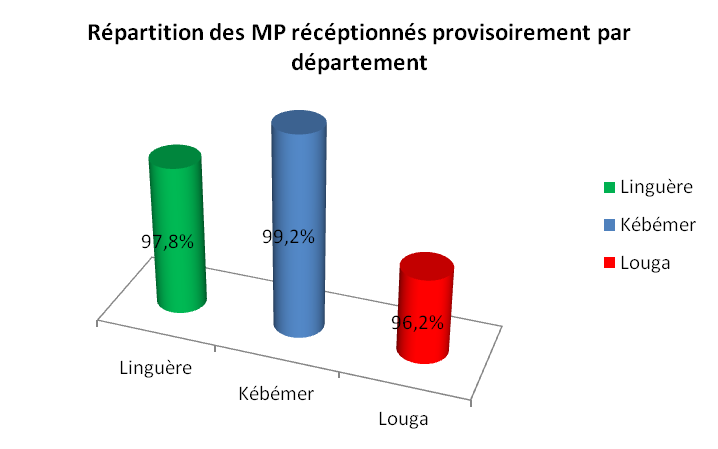 Répartition des MP récéptionnés provisoirement par
département
97,8%
99,2%
96,2%
Linguère
Kébémer
Louga
Linguère
Kébémer
Louga